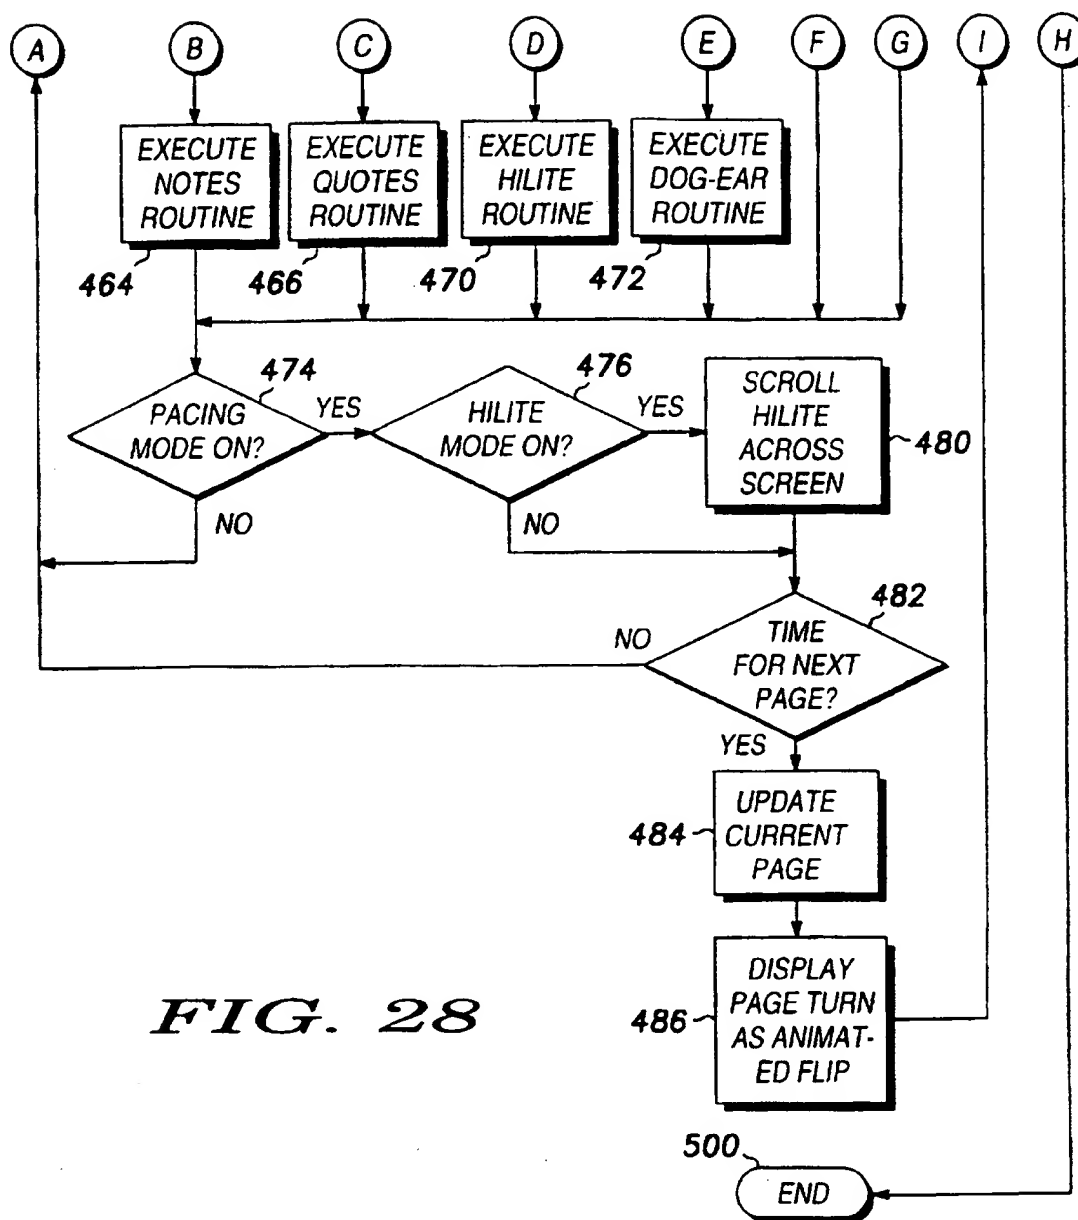 A B C D E F G I H
EXECUTE
NOTES
ROUTINE
464
EXECUTE
QUOTES
ROUTINE
466
EXECUTE
HILITE
ROUTINE
470
EXECUTE
DOG-EAR
ROUTINE
472
PACING
MODE ON?
474
YES
NO
HILITE
MODE ON?
476
YES
NO
SCROLL
HILITE
ACROSS
SCREEN
480
TIME
FOR NEXT
PAGE?
482
NO
YES
UPDATE
CURRENT
PAGE
484
DISPLAY
PAGE TURN
AS ANIMAT-
ED FLIP
486
FIG. 28
500
END